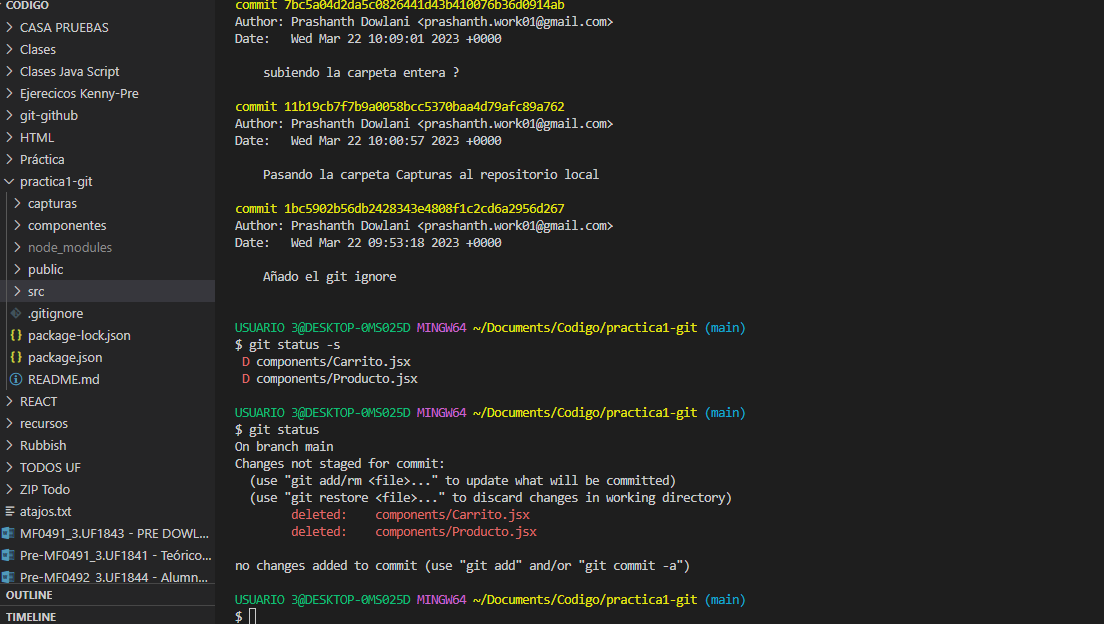 CODIGO
CASA PRUEBAS
Clases
Clases Java Script
Ejerecicos Kenny-Pre
git-github
HTML
Práctica
practica1-git
capturas
componentes
node_modules
public
src
.gitignore
package-lock.json
package.json
README.md
REACT
recursos
Rubbish
TODOS UF
ZIP Todo
atajos.txt
MF0491_3.UF1843 - PRE DOWL...
Pre-MF0491_3.UF1841 - Teórico...
Pre-MF0492_3.UF1844 - Alumn...
OUTLINE
TIMELINE
commit 7bc5a04d2da5c0826441d43b410076b36d0914ab
Author: Prashanth Dowlani <prashanth.work01@gmail.com>
Date:   Wed Mar 22 10:09:01 2023 +0000
subiendo la carpeta entera ?
commit 11b19cb7f7b9a0058bcc5370baa4d79afc89a762
Author: Prashanth Dowlani <prashanth.work01@gmail.com>
Date:   Wed Mar 22 10:00:57 2023 +0000
Pasando la carpeta Capturas al repositorio local
commit 1bc5902b56db2428343e4808f1c2cd6a2956d267
Author: Prashanth Dowlani <prashanth.work01@gmail.com>
Date:   Wed Mar 22 09:53:18 2023 +0000
Añado el git ignore
USUARIO 3@DESKTOP-0MS025D MINGW64 ~/Documents/Codigo/practica1-git (main)
$ git status -s
D components/Carrito.jsx
D components/Producto.jsx
USUARIO 3@DESKTOP-0MS025D MINGW64 ~/Documents/Codigo/practica1-git (main)
$ git status
On branch main
Changes not staged for commit:
(use "git add/rm <file>..." to update what will be committed)
(use "git restore <file>..." to discard changes in working directory)
deleted:    components/Carrito.jsx
deleted:    components/Producto.jsx
no changes added to commit (use "git add" and/or "git commit -a")
USUARIO 3@DESKTOP-0MS025D MINGW64 ~/Documents/Codigo/practica1-git (main)
$